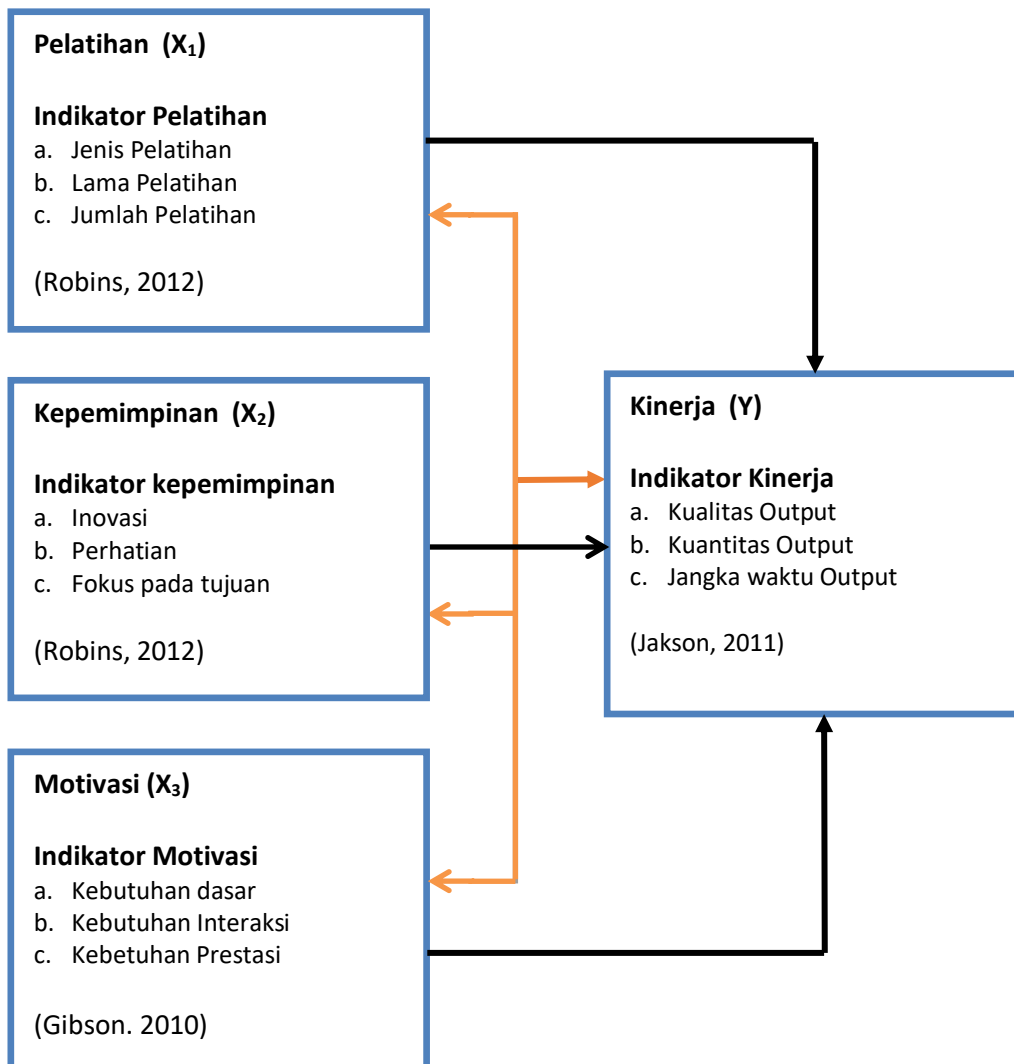 Pelatihan (X₁)
Indikator Pelatihan
a. Jenis Pelatihan
b. Lama Pelatihan
c. Jumlah Pelatihan
(Robins, 2012)
Kepemimpinan (X₂)
Indikator kepemimpinan
a. Inovasi
b. Perhatian
c. Fokus pada tujuan
(Robins, 2012)
Motivasi (X₃)
Indikator Motivasi
a. Kebutuhan dasar
b. Kebutuhan Interaksi
c. Kebetuhan Prestasi
(Gibson. 2010)
Kinerja (Y)
Indikator Kinerja
a. Kualitas Output
b. Kuantitas Output
c. Jangka waktu Output
(Jakson, 2011)